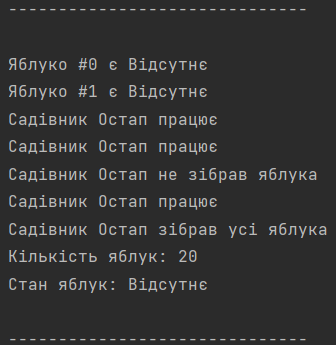 ------------------------------
Яблуко #0 є Відсутнє
Яблуко #1 є Відсутнє
Садівник Остап працює
Садівник Остап працює
Садівник Остап не зібрав яблука
Садівник Остап працює
Садівник Остап зібрав усі яблука
Кількість яблук: 20
Стан яблук: Відсутнє
------------------------------